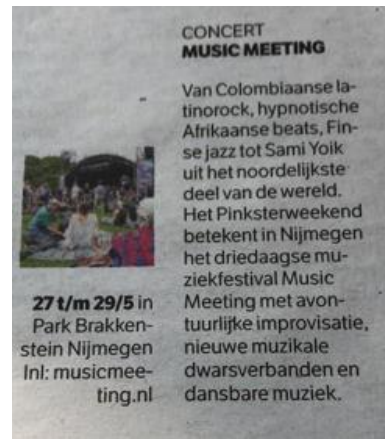 CONCERT
MUSIC MEETING
Van Colombiaanse la-
tinorock, hypnotische
Afrikaanse beats, Fin-
se jazz tot Sami Yoik
uit het noordelijkste
deel van de wereld.
Het Pinksterweekend
betekent in Nijmegen
het driedaagse mu-
ziekfestival Music
Meeting met avon-
tuurlijke improvisatie,
nieuwe muzikale
dwarsverbanden en
dansbare muziek.
27 t/m 29/5 in
Park Brakken-
stein Nijmegen
Inl: musicmee-
ting.nl